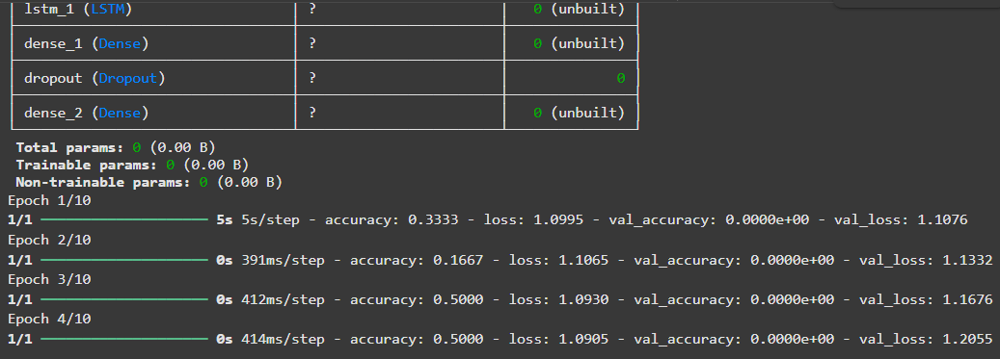 lstm_1 (LSTM) ? 0 (unbuilt)
dense_1 (Dense) ? 0 (unbuilt)
dropout (Dropout) ? 0
dense_2 (Dense) ? 0 (unbuilt)
Total params: 0 (0.00 B)
Trainable params: 0 (0.00 B)
Non-trainable params: 0 (0.00 B)
Epoch 1/10
1/1 ━━━━━━━━━━━━━━━━━━━━ 5s 5s/step - accuracy: 0.3333 - loss: 1.0995 - val_accuracy: 0.0000e+00 - val_loss: 1.1076
Epoch 2/10
1/1 ━━━━━━━━━━━━━━━━━━━━ 0s 391ms/step - accuracy: 0.1667 - loss: 1.1065 - val_accuracy: 0.0000e+00 - val_loss: 1.1332
Epoch 3/10
1/1 ━━━━━━━━━━━━━━━━━━━━ 0s 412ms/step - accuracy: 0.5000 - loss: 1.0930 - val_accuracy: 0.0000e+00 - val_loss: 1.1676
Epoch 4/10
1/1 ━━━━━━━━━━━━━━━━━━━━ 0s 414ms/step - accuracy: 0.5000 - loss: 1.0905 - val_accuracy: 0.0000e+00 - val_loss: 1.2055